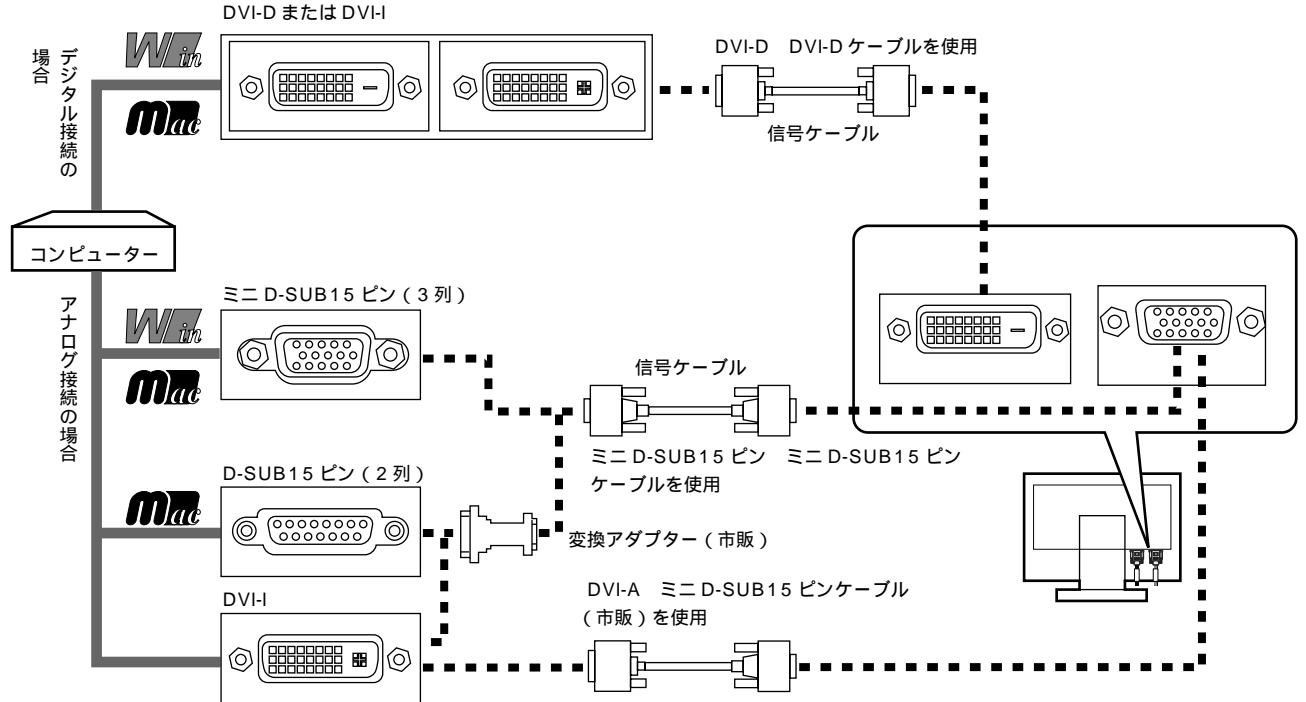 DVI-D または DVI-I
Win
Mac
デジタル接続の
場合
DVI-D　DVI-D ケーブルを使用
信号ケーブル
コンピューター
アナログ接続の場合
ミニ D-SUB15 ピン（3 列）
Win
Mac
信号ケーブル
ミニ D-SUB15 ピン　ミニ D-SUB15 ピン
ケーブルを使用
D-SUB15 ピン（2 列）
Mac
変換アダプター（市販）
DVI-I
DVI-A　ミニ D-SUB15 ピンケーブル
（市販）を使用